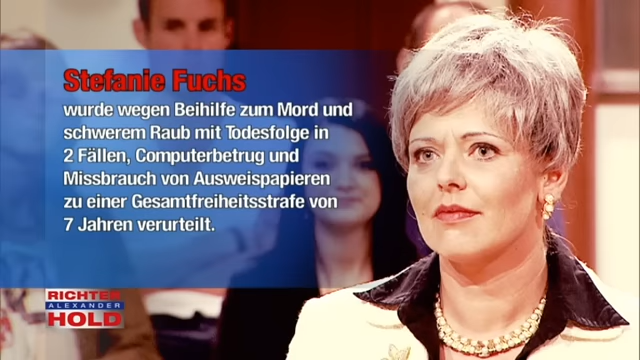 Stefanie Fuchs
wurde wegen Beihilfe zum Mord und
schwerem Raub mit Todesfolge in
2 Fällen, Computerbetrug und
Missbrauch von Ausweispapieren
zu einer Gesamtfreiheitsstrafe von
7 Jahren verurteilt.
RICHTER
ALEXANDER
HOLD